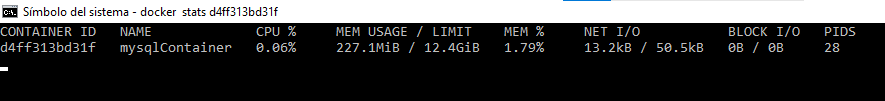 Símbolo del sistema - docker stats d4ff313bd31f
CONTAINER ID NAME CPU % MEM USAGE / LIMIT MEM % NET I/O BLOCK I/O PIDS
d4ff313bd31f mysqlContainer 0.06% 227.1MiB / 12.4GiB 1.79% 13.2kB / 50.5kB 0B / 0B 28